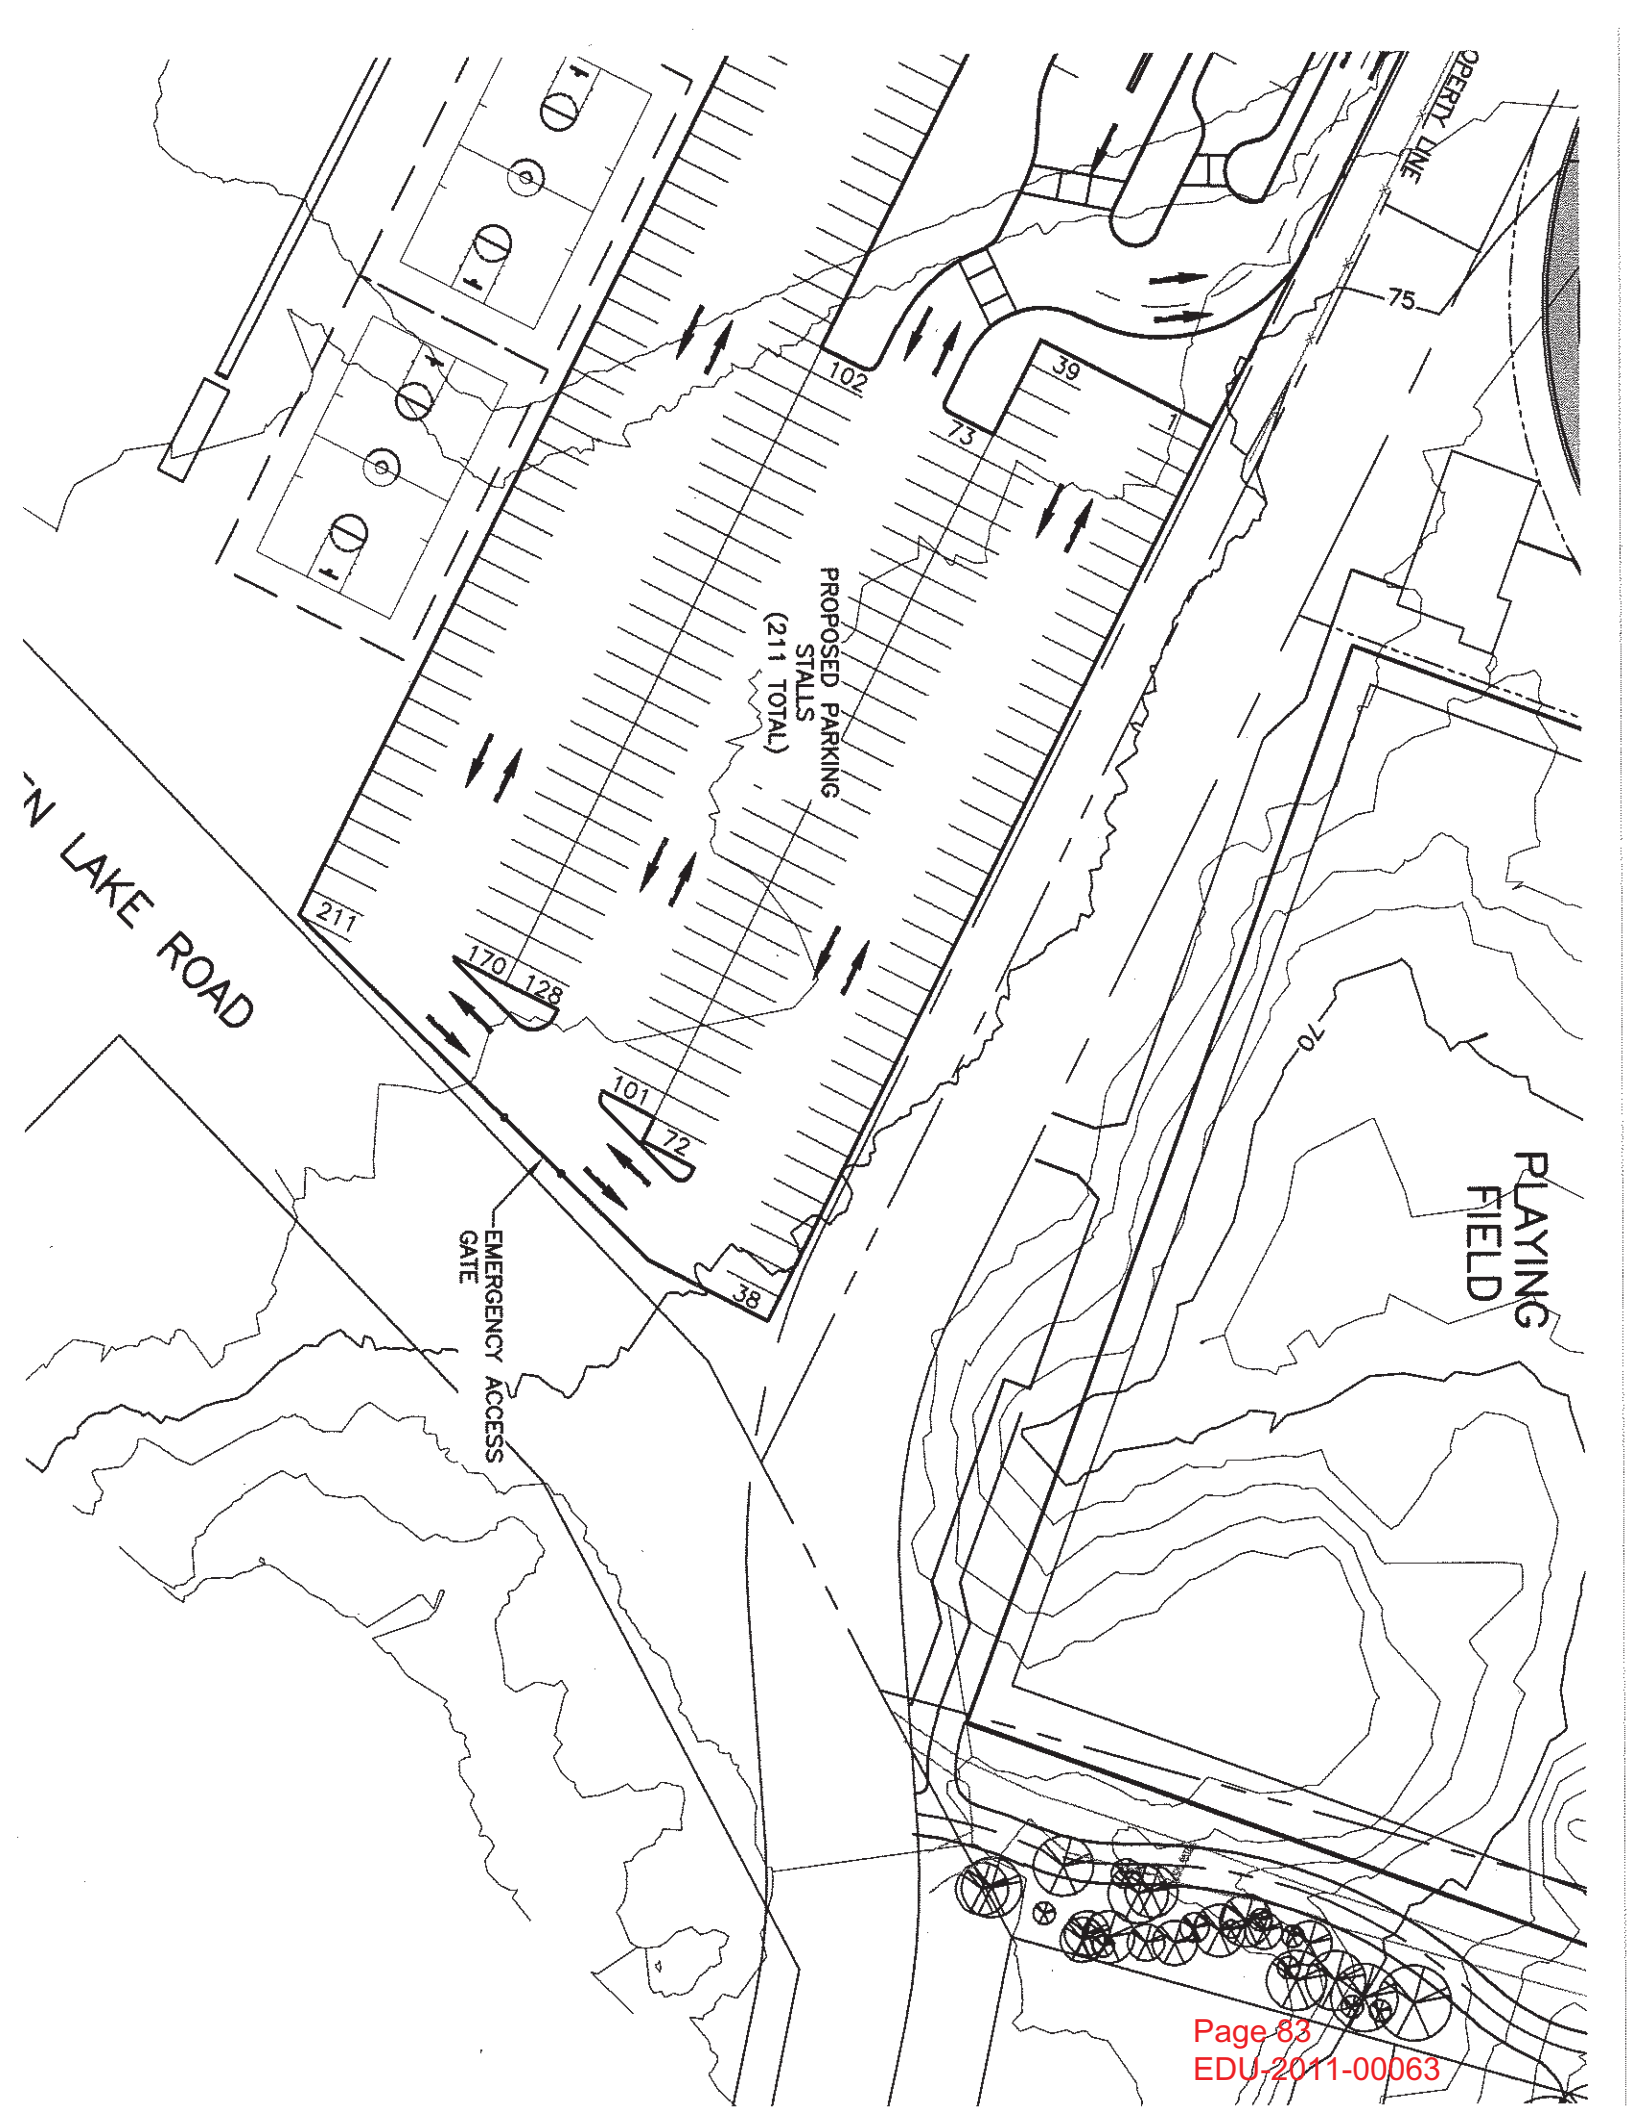 OPERTY LINE
75
39
1
102
73
PROPOSED PARKING
STALLS
(211 TOTAL)
N LAKE ROAD
211
170
128
101
72
38
70
PLAYING
FIELD
EMERGENCY ACCESS
GATE
Page 83
EDU-2011-00063